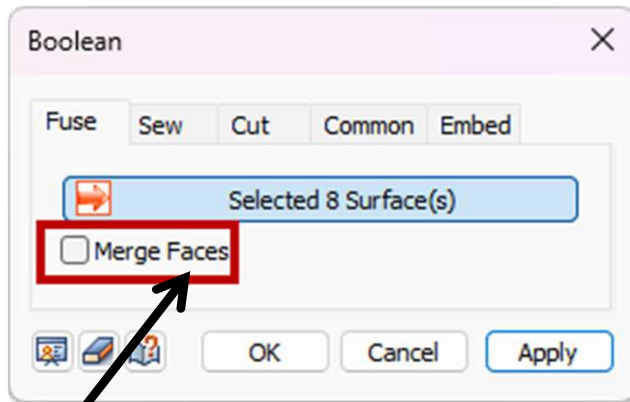 Boolean
Fuse Sew Cut Common Embed
Selected 8 Surface(s)
Merge Faces
OK Cancel Apply